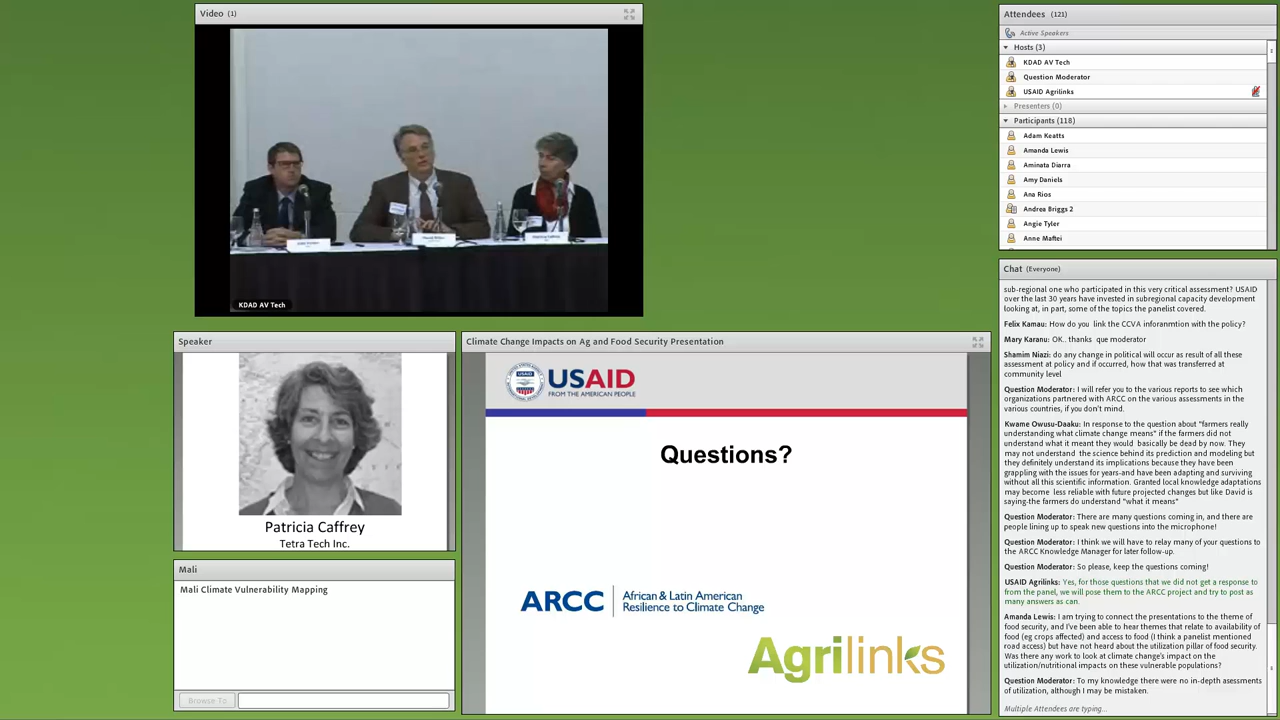 Video (1)
KDAD AV Tech
Speaker
Patricia Caffrey
Tetra Tech Inc.
Mali
Mali Climate Vulnerability Mapping
Browse To
Climate Change Impacts on Ag and Food Security Presentation
USAID
FROM THE AMERICAN PEOPLE
Questions?
ARCC
African & Latin American
Resilience to Climate Change
Agrilinks
Attendees (121)
Active Speakers
Hosts (3)
KDAD AV Tech
Question Moderator
USAID Agrilinks
Presenters (0)
Participants (118)
Adam Keatts
Amanda Lewis
Aminata Diarra
Amy Daniels
Ana Rios
Andrea Briggs 2
Angie Tyler
Anne Maftei
Chat (Everyone)
sub-regional one who participated in this very critical assessment? USAID
over the last 30 years have invested in subregional capacity development
looking at, in part, some of the topics the panelist covered.
Felix Kamau: How do you link the CCVA inforanmtion with the policy?
Mary Karanu: OK.. thanks que moderator
Shamim Niazi: do any change in political will occur as result of all these
assessment at policy and if occurred, how that was transferred at
community level
Question Moderator: I will refer you to the various reports to see which
organizations partnered with ARCC on the various assessments in the
various countries, if you don't mind.
Kwame Owusu-Daaku: In response to the question about "farmers really
understanding what climate change means" if the farmers did not
understand what it meant they would basically be dead by now. They
may not understand the science behind its prediction and modeling but
they definitely understand its implications because they have been
grappling with the issues for years-and have been adapting and surviving
without all this scientific information. Granted local knowledge adaptations
may become less reliable with future projected changes but like David is
saying-the farmers do understand "what it means"
Question Moderator: There are many questions coming in, and there are
people lining up to speak new questions into the microphone!
Question Moderator: I think we will have to relay many of your questions to
the ARCC Knowledge Manager for later follow-up.
Question Moderator: So please, keep the questions coming!
USAID Agrilinks: Yes, for those questions that we did not get a response to
from the panel, we will pose them to the ARCC project and try to post as
many answers as can.
Amanda Lewis: I am trying to connect the presentations to the theme of
food security, and I've been able to hear themes that relate to availability of
food (eg crops affected) and access to food (I think a panelist mentioned
road access) but have not heard about the utilization pillar of food security.
Was there any work to look at climate change's impact on the
utilization/nutritional impacts on these vulnerable populations?
Question Moderator: To my knowledge there were no in-depth asessments
of utilization, although I may be mistaken.
Multiple Attendees are typing...